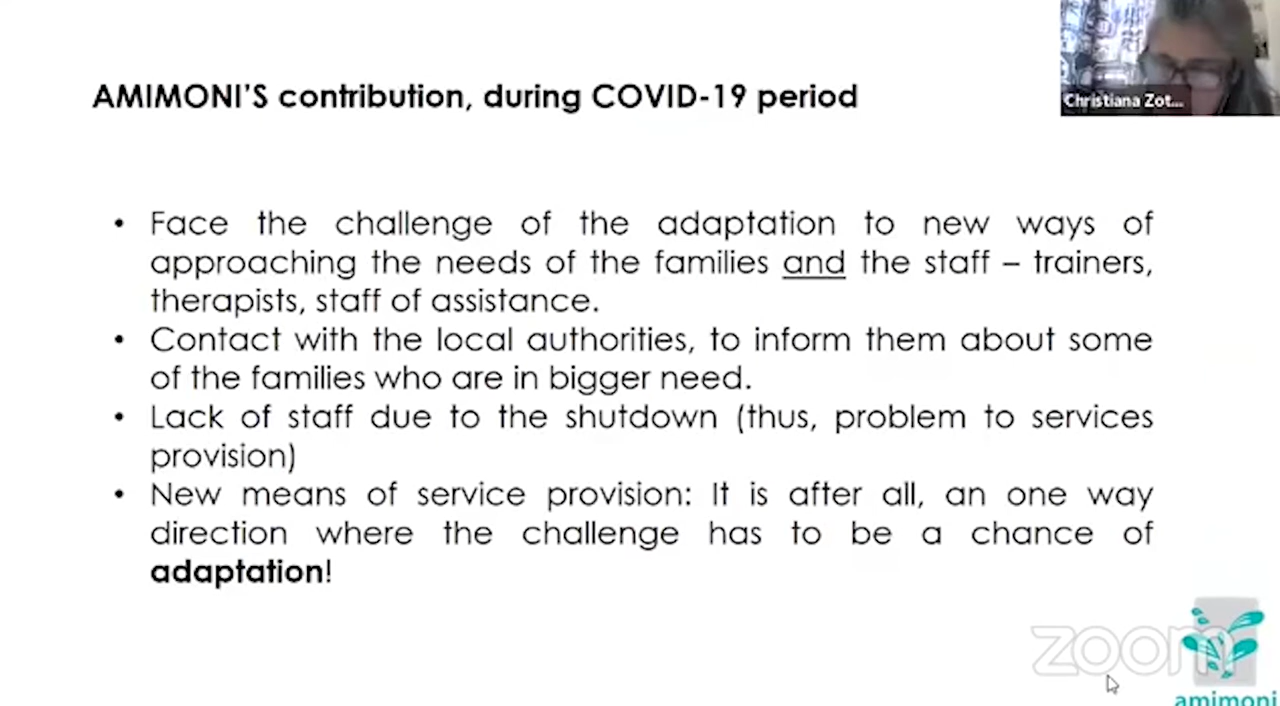 AMIMONI'S contribution, during COVID-19 period
Christiana Zot...
• Face the challenge of the adaptation to new ways of
approaching the needs of the families and the staff – trainers,
therapists, staff of assistance.
• Contact with the local authorities, to inform them about some
of the families who are in bigger need.
• Lack of staff due to the shutdown (thus, problem to services
provision)
• New means of service provision: It is after all, an one way
direction where the challenge has to be a chance of
adaptation!
zoom
amimoni